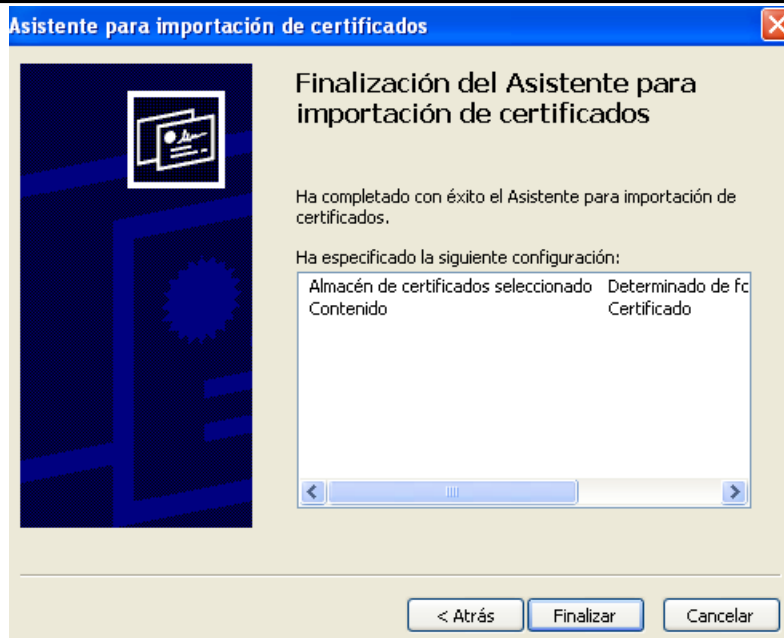 Asistente para importación de certificados
Finalización del Asistente para
importación de certificados
Ha completado con éxito el Asistente para importación de
certificados.
Ha especificado la siguiente configuración:
Almacén de certificados seleccionado Determinado de fc
Contenido Certificado
< Atrás Finalizar Cancelar